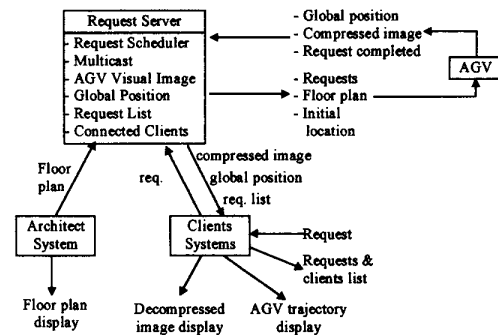 Request Server
- Request Scheduler
- Multicast
- AGV Visual Image
- Global Position
- Request List
- Connected Clients
- Global position
- Compressed image
- Request completed
AGV
- Requests
- Floor plan
- Initial
location
Floor
plan
req.
compressed image
global position
req. list
Architect
System
Clients
Systems
Request
Requests &
clients list
Floor plan
display
Decompressed
image display
AGV trajectory
display